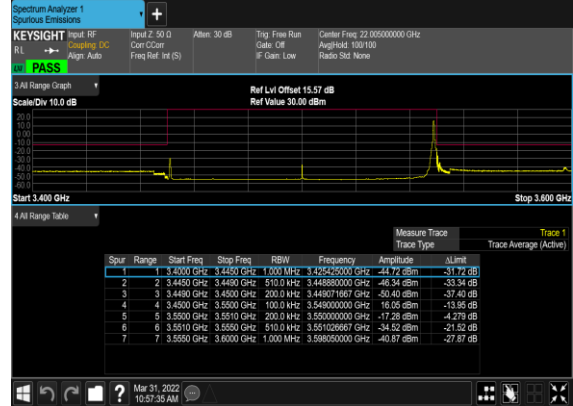 Spectrum Analyzer 1
Spurious Emissions
KEYSIGHT Input: RF Input Z: 50 Ω Atten: 30 dB Trig: Free Run Center Freq: 22.005000000 GHz
RL Coupling: DC Corr CCorr Gate: Off Avg|Hold: 100/100
Align: Auto Freq Ref: Int (S) IF Gain: Low Radio Std: None
PASS
3 All Range Graph
Ref Lvl Offset 15.57 dB
Scale/Div 10.0 dB Ref Value 30.00 dBm
20.0
10.0
0.00
-10.0
-20.0
-30.0
-40.0
-50.0
-60.0
Start 3.400 GHz Stop 3.600 GHz
4 All Range Table
Measure Trace Trace 1
Trace Type Trace Average (Active)
Spur Range Start Freq Stop Freq RBW Frequency Amplitude ΔLimit
1 1 3.4000 GHz 3.4450 GHz 1.000 MHz 3.425425000 GHz -44.72 dBm -31.72 dB
2 2 3.4450 GHz 3.4490 GHz 510.0 kHz 3.448880000 GHz -46.34 dBm -33.34 dB
3 3 3.4490 GHz 3.4500 GHz 200.0 kHz 3.449071667 GHz -50.40 dBm -37.40 dB
4 4 3.4500 GHz 3.5500 GHz 100.0 kHz 3.549000000 GHz 16.05 dBm -13.95 dB
5 5 3.5500 GHz 3.5510 GHz 200.0 kHz 3.550000000 GHz -17.28 dBm -4.279 dB
6 6 3.5510 GHz 3.5550 GHz 510.0 kHz 3.551026667 GHz -34.52 dBm -21.52 dB
7 7 3.5550 GHz 3.6000 GHz 1.000 MHz 3.598050000 GHz -40.87 dBm -27.87 dB
Mar 31, 2022
10:57:35 AM